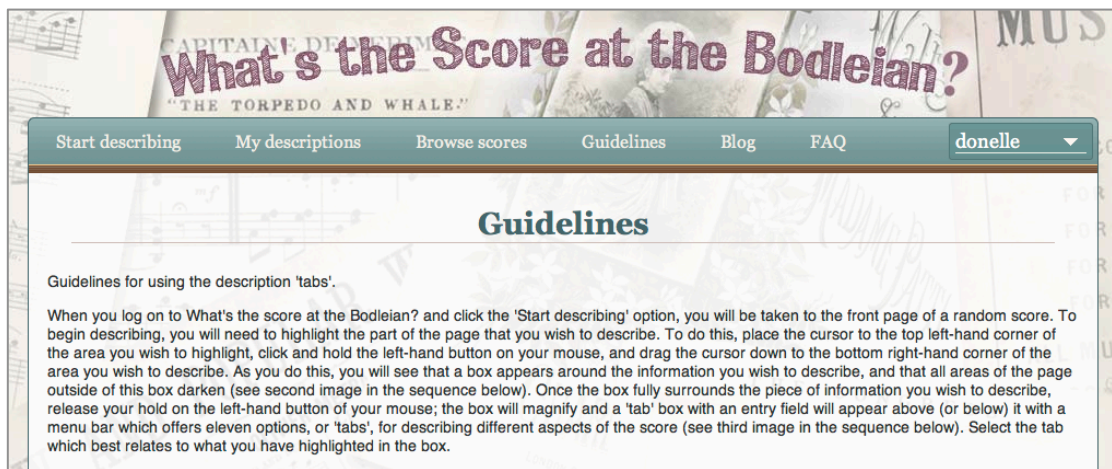 CAPITAINE DE
What's the Score at the Bodleian?
MUS
"THE TORPEDO AND WHALE."
Start describing My descriptions Browse scores Guidelines Blog FAQ donelle
Guidelines
Guidelines for using the description 'tabs'.
When you log on to What's the score at the Bodleian? and click the 'Start describing' option, you will be taken to the front page of a random score. To
begin describing, you will need to highlight the part of the page that you wish to describe. To do this, place the cursor to the top left-hand corner of
the area you wish to highlight, click and hold the left-hand button on your mouse, and drag the cursor down to the bottom right-hand corner of the
area you wish to describe. As you do this, you will see that a box appears around the information you wish to describe, and that all areas of the page
outside of this box darken (see second image in the sequence below). Once the box fully surrounds the piece of information you wish to describe,
release your hold on the left-hand button of your mouse; the box will magnify and a 'tab' box with an entry field will appear above (or below) it with a
menu bar which offers eleven options, or 'tabs', for describing different aspects of the score (see third image in the sequence below). Select the tab
which best relates to what you have highlighted in the box.